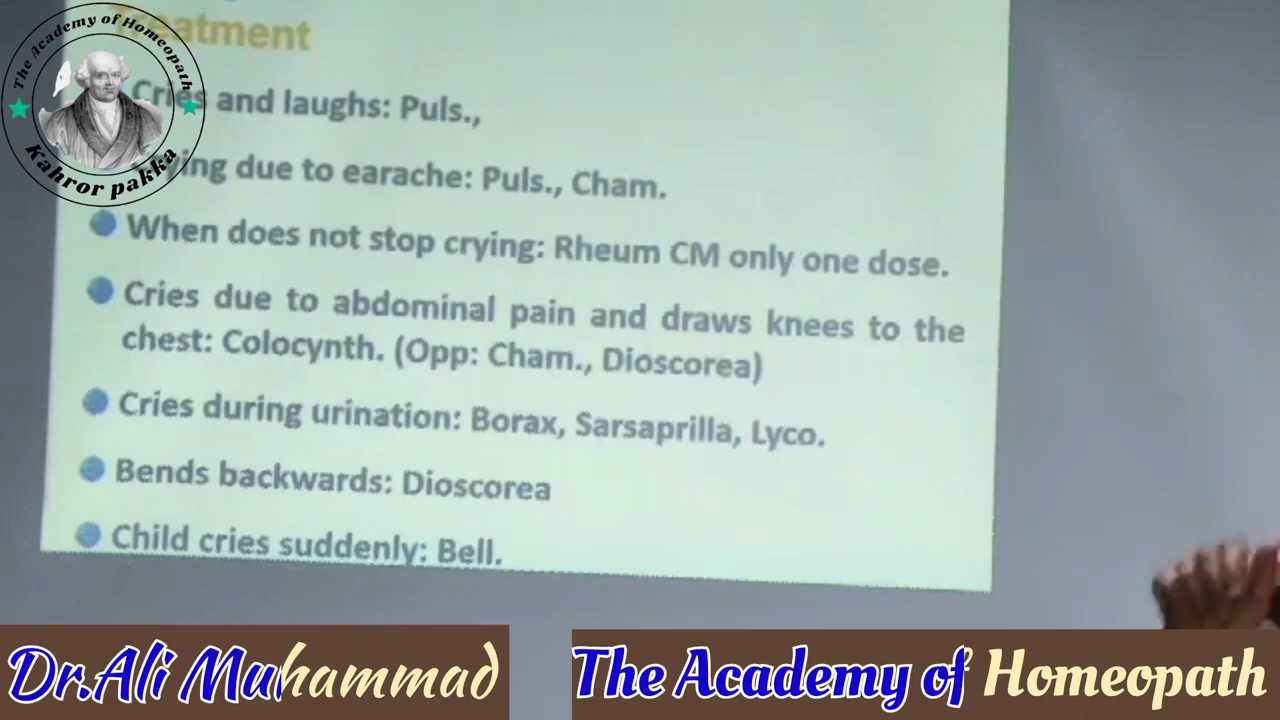 The Academy of Homeopath
Kahror pakka
Treatment
Cries and laughs: Puls.,
due to earache: Puls., Cham.
When does not stop crying: Rheum CM only one dose.
Cries due to abdominal pain and draws knees to the
chest: Colocynth. (Opp: Cham., Dioscorea)
Cries during urination: Borax, Sarsaprilla, Lyco.
Bends backwards: Dioscorea
Child cries suddenly: Bell.
Dr.Ali Muhammad
The Academy of Homeopath